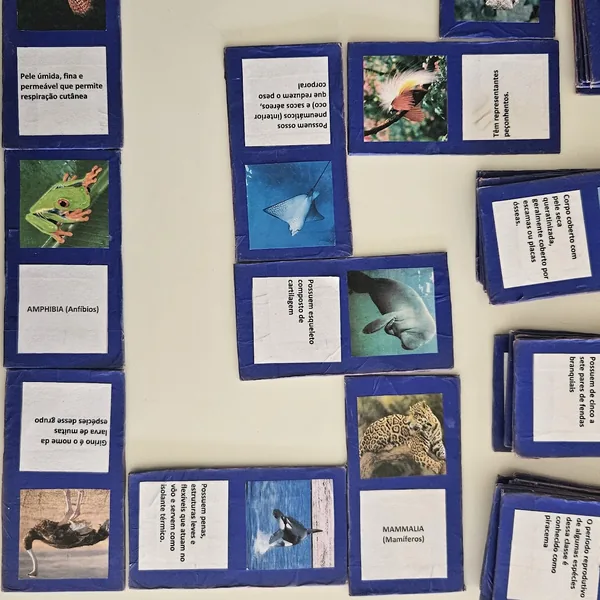 Pele úmida, fina e
permeável que permite
respiração cutânea
AMPHIBIA (Anfíbios)
Girino é o nome da
larva de muitas
espécies desse grupo
Possuem ossos
pneumáticos (interior
oco) e sacos aéreos,
que reduzem o peso
corporal
Têm representantes
peçonhentos.
Possuem esqueleto
composto de
cartilagem
Possuem penas,
estruturas leves e
flexíveis que atuam no
vôo e servem como
isolante térmico.
MAMMALIA
(Mamíferos)
Corpo coberto com
pele seca
queratinizada,
geralmente coberto por
escamas ou placas
ósseas.
Possuem de cinco a
sete pares de fendas
branquiais
O período reprodutivo
de algumas espécies
dessa classe é
conhecido como
piracema